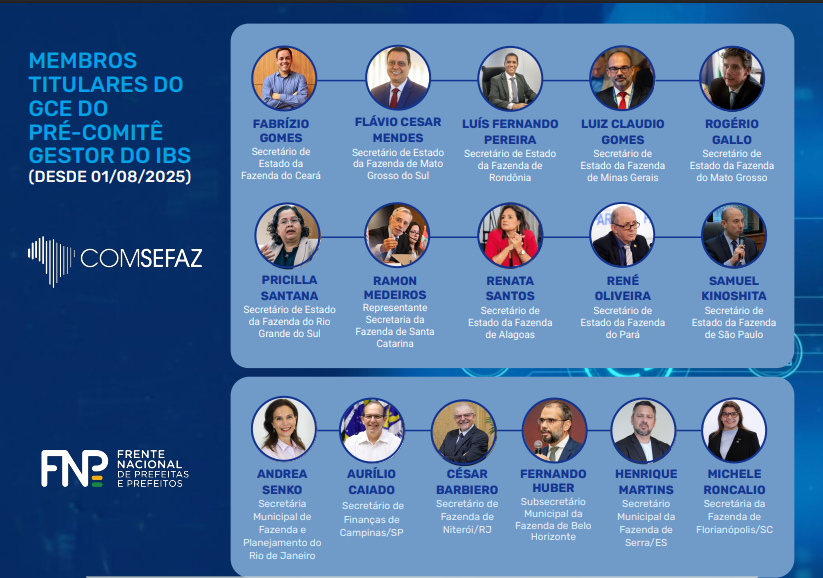 MEMBROS
TITULARES DO
GCE DO
PRÉ-COMITÊ
GESTOR DO IBS
(DESDE 01/08/2025)
COMSEFAZ
FABRÍZIO
GOMES
Secretário de
Estado da
Fazenda do Ceará
FLÁVIO CESAR
MENDES
Secretário de Estado
da Fazenda de Mato
Grosso do Sul
LUÍS FERNANDO
PEREIRA
Secretário de Estado
da Fazenda de
Rondônia
LUIZ CLAUDIO
GOMES
Secretário de
Estado da Fazenda
de Minas Gerais
ROGÉRIO
GALLO
Secretário de
Estado da Fazenda
do Mato Grosso
PRICILLA
SANTANA
Secretário de Estado
da Fazenda do Rio
Grande do Sul
RAMON
MEDEIROS
Representante
Secretaria da
Fazenda de Santa
Catarina
RENATA
SANTOS
Secretário de
Estado da Fazenda
de Alagoas
RENÉ
OLIVEIRA
Secretário de
Estado da Fazenda
do Pará
SAMUEL
KINOSHITA
Secretário de
Estado da Fazenda
de São Paulo
FNP
FRENTE
NACIONAL
DE PREFEITAS
E PREFEITOS
ANDREA
SENKO
Secretária
Municipal de
Fazenda e
Planejamento do
Rio de Janeiro
AURÍLIO
CAIADO
Secretário de
Finanças de
Campinas/SP
CÉSAR
BARBIERO
Secretário de
Fazenda de
Niterói/RJ
FERNANDO
HUBER
Subsecretário
Municipal da
Fazenda de Belo
Horizonte
HENRIQUE
MARTINS
Secretário
Municipal da
Fazenda de
Serra/ES
MICHELE
RONCALIO
Secretária da
Fazenda de
Florianópolis/SC